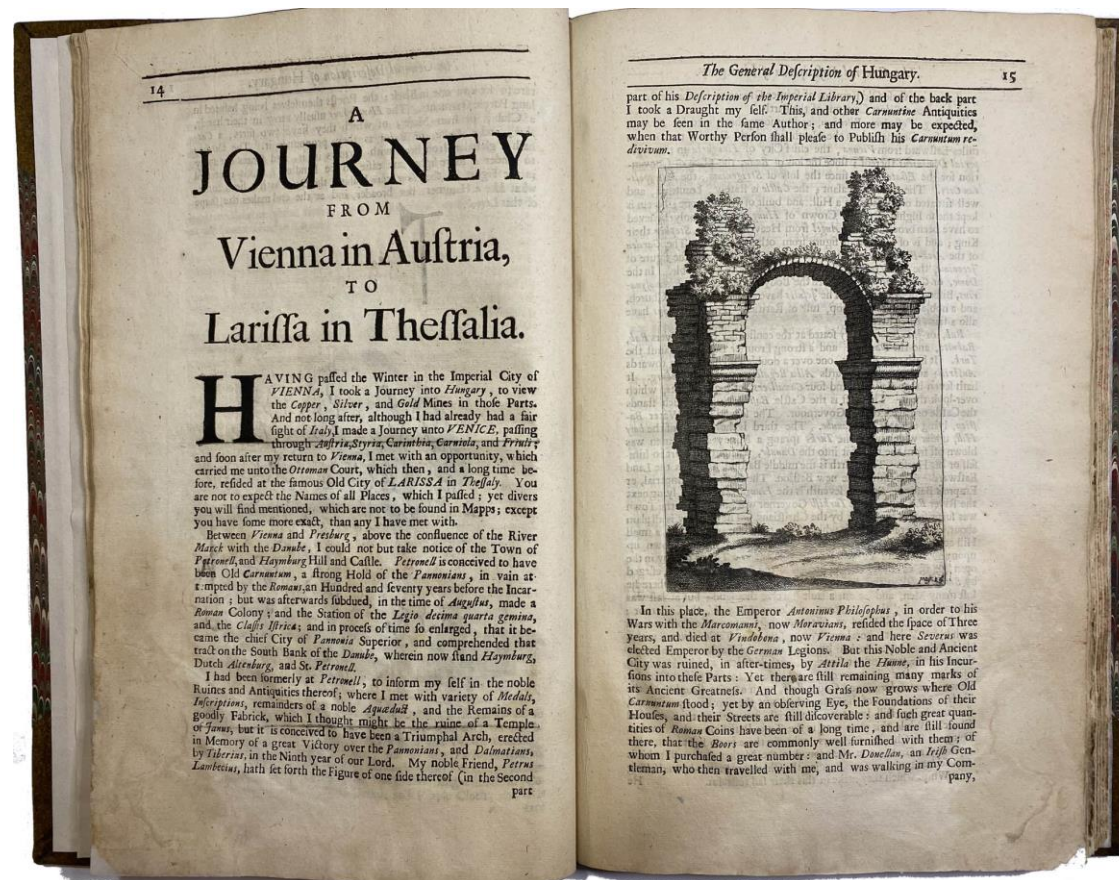 14
A
JOURNEY
FROM
Vienna in Auſtria,
TO
Lariſſa in Theſſalia.
HAVING paſſed the Winter in the Imperial City of
VIENNA, I took a Journey into Hungary, to view
the Copper, Silver, and Gold Mines in thoſe Parts.
And not long after, although I had already had a fair
ſight of Italy, I made a Journey unto VENICE, paſſing
through Auſtria, Styria, Carinthia, Carniola, and Friuli;
and ſoon after my return to Vienna, I met with an opportunity, which
carried me unto the Ottoman Court, which then, and a long time be-
fore, reſided at the famous Old City of LARISSA in Theſſaly. You
are not to expect the Names of all Places, which I paſſed; yet divers
you will find mentioned, which are not to be found in Mapps; except
you have ſome more exact, than any I have met with.
Between Vienna and Presburg, above the confluence of the River
Marck with the Danube, I could not but take notice of the Town of
Petronell, and Haymburg Hill and Caſtle. Petronell is conceived to have
been Old Carnuntum, a ſtrong Hold of the Pannonians, in vain at-
tempted by the Romans, an Hundred and ſeventy years before the Incar-
nation; but was afterwards ſubdued, in the time of Auguſtus, made a
Roman Colony; and the Station of the Legio decima quarta gemina,
and the Claſſis Iſtrica; and in proceſs of time ſo enlarged, that it be-
came the chief City of Pannonia Superior, and comprehended that
tract on the South Bank of the Danube, wherein now ſtand Haymburg,
Dutch Altenburg, and St. Petronell.
I had been formerly at Petronell, to inform my ſelf in the noble
Ruines and Antiquities thereof; where I met with variety of Medals,
Inſcriptions, remainders of a noble Aquæduct, and the Remains of a
goodly Fabrick, which I thought might be the ruine of a Temple
of Janus, but it is conceived to have been a Triumphal Arch, erected
in Memory of a great Victory over the Pannonians, and Dalmatians,
by Tiberius, in the Ninth year of our Lord. My noble Friend, Petrus
Lambecius, hath ſet forth the Figure of one ſide thereof (in the Second
part
The General Deſcription of Hungary. 15
part of his Deſcription of the Imperial Library,) and of the back part
I took a Draught my ſelf. This, and other Carnuntine Antiquities
may be ſeen in the ſame Author; and more may be expected,
when that Worthy Perſon ſhall pleaſe to Publiſh his Carnuntum re-
divivum.
In this place, the Emperor Antoninus Philoſophus, in order to his
Wars with the Marcomanni, now Moravians, reſided the ſpace of Three
years, and died at Vindobona, now Vienna: and here Severus was
elected Emperor by the German Legions. But this Noble and Ancient
City was ruined, in after-times, by Attila the Hunne, in his Incur-
ſions into theſe Parts: Yet there are ſtill remaining many marks of
its Ancient Greatneſs. And though Graſs now grows where Old
Carnuntum ſtood; yet by an obſerving Eye, the Foundations of their
Houſes, and their Streets are ſtill diſcoverable: and ſuch great quan-
tities of Roman Coins have been of a long time, and are ſtill found
there, that the Boors are commonly well furniſhed with them; of
whom I purchaſed a great number: and Mr. Donellan, an Iriſh Gen-
tleman, who then travelled with me, and was walking in my Com-
pany,